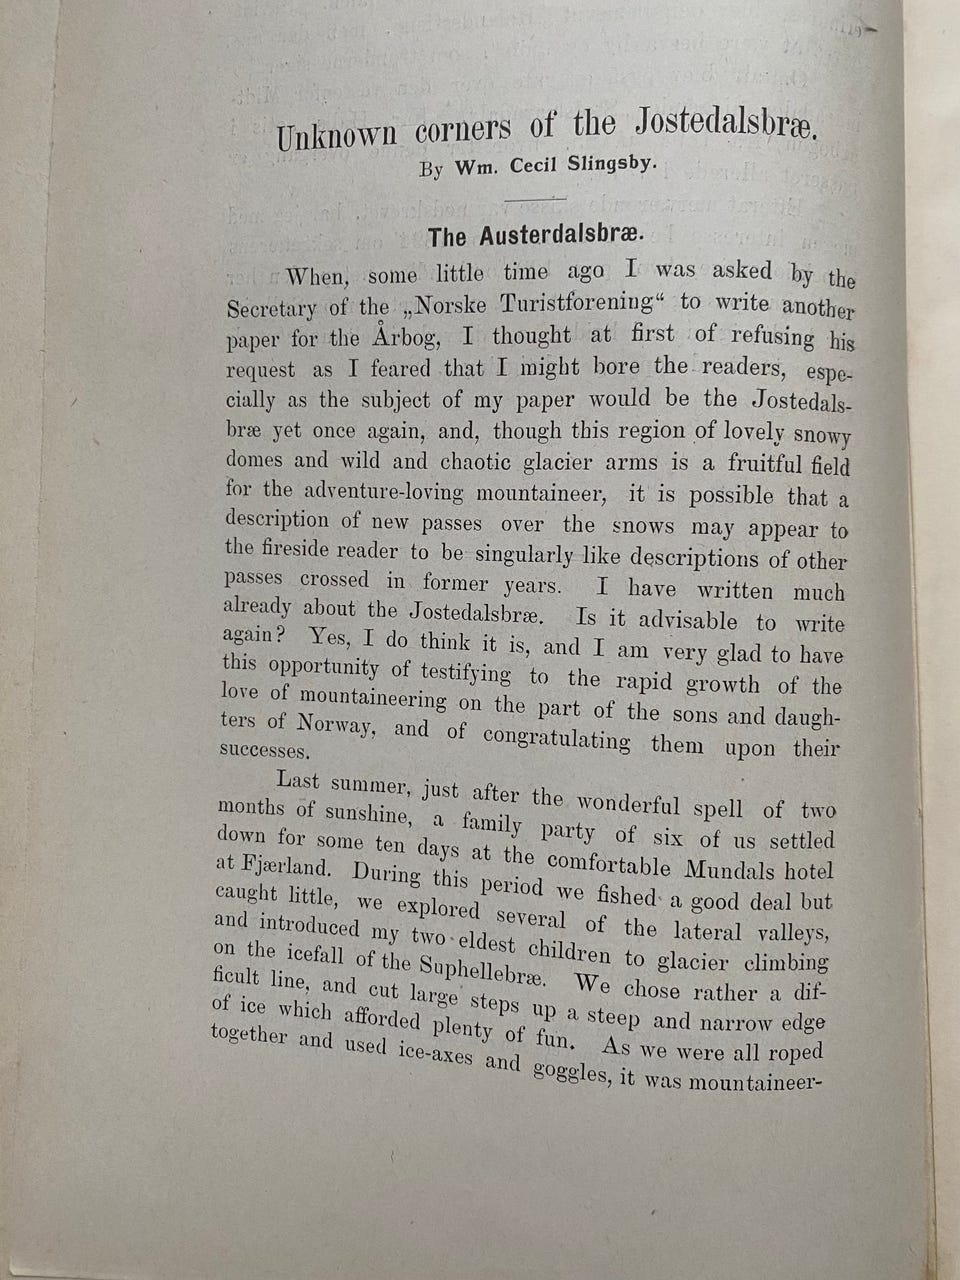 Unknown corners of the Jostedalsbræ.
By Wm. Cecil Slingsby.
The Austerdalsbræ.
When, some little time ago I was asked by the
Secretary of the „Norske Turistforening“ to write another
paper for the Årbog, I thought at first of refusing his
request as I feared that I might bore the readers, espe-
cially as the subject of my paper would be the Jostedals-
bræ yet once again, and, though this region of lovely snowy
domes and wild and chaotic glacier arms is a fruitful field
for the adventure-loving mountaineer, it is possible that a
description of new passes over the snows may appear to
the fireside reader to be singularly like descriptions of other
passes crossed in former years. I have written much
already about the Jostedalsbræ. Is it advisable to write
again? Yes, I do think it is, and I am very glad to have
this opportunity of testifying to the rapid growth of the
love of mountaineering on the part of the sons and daugh-
ters of Norway, and of congratulating them upon their
successes.
Last summer, just after the wonderful spell of two
months of sunshine, a family party of six of us settled
down for some ten days at the comfortable Mundals hotel
at Fjærland. During this period we fished a good deal but
caught little, we explored several of the lateral valleys,
and introduced my two eldest children to glacier climbing
on the icefall of the Suphellebræ. We chose rather a dif-
ficult line, and cut large steps up a steep and narrow edge
of ice which afforded plenty of fun. As we were all roped
together and used ice-axes and goggles, it was mountaineer-